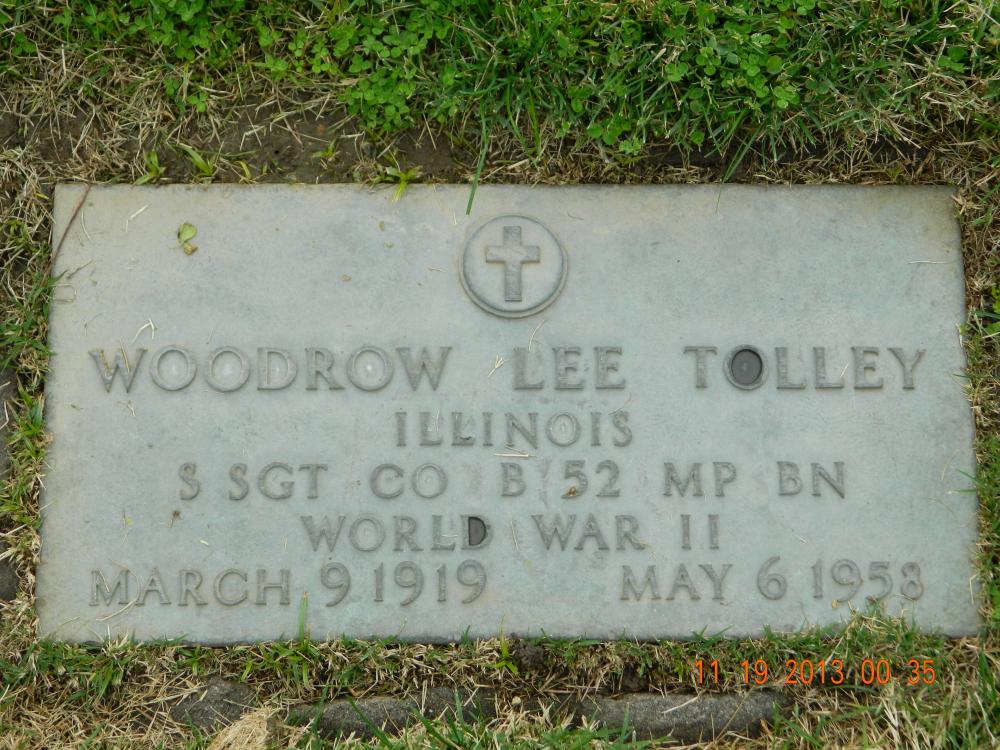 WOODROW LEE TOLLEY
ILLINOIS
S SGT CO B 52 MP BN
WORLD WAR II
MARCH 9 1919 MAY 6 1958
11 19 2013 00 35